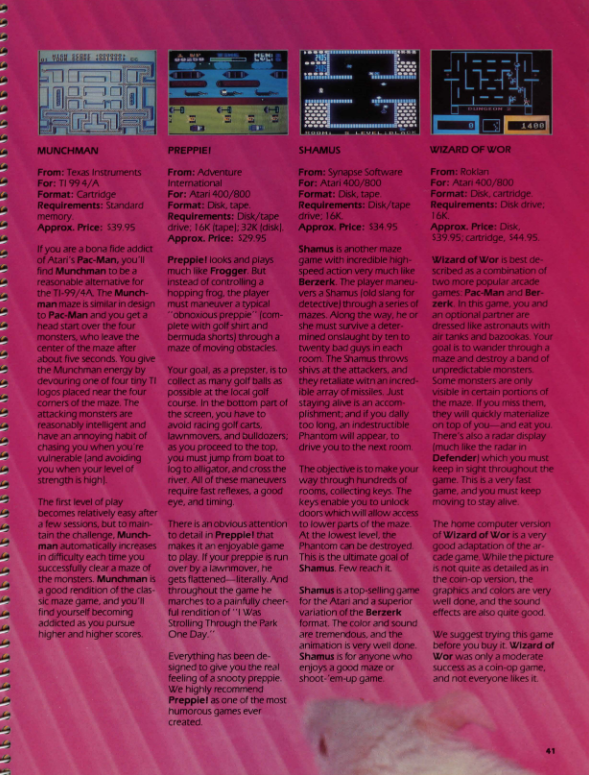 MUNCHMAN
From: Texas Instruments
For: TI 99 4/A
Format: Cartridge
Requirements: Standard
memory.
Approx. Price: $39.95
If you are a bona fide addict
of Atari's Pac-Man, you'll
find Munchman to be a
reasonable alternative for
the TI-99/4A. The Munch-
man maze is similar in design
to Pac-Man and you get a
head start over the four
monsters, who leave the
center of the maze after
about five seconds. You give
the Munchman energy by
devouring one of four tiny TI
logos placed near the four
corners of the maze. The
attacking monsters are
reasonably intelligent and
have an annoying habit of
chasing you when you're
vulnerable (and avoiding
you when your level of
strength is high).
The first level of play
becomes relatively easy after
a few sessions, but to main-
tain the challenge, Munch-
man automatically increases
in difficulty each time you
successfully clear a maze of
the monsters. Munchman is
a good rendition of the clas-
sic maze game, and you'll
find yourself becoming
addicted as you pursue
higher and higher scores.
PREPPIE!
From: Adventure
International
For: Atari 400/800
Format: Disk, tape.
Requirements: Disk/tape
drive; 16K (tape); 32K (disk).
Approx. Price: $29.95
Preppie! looks and plays
much like Frogger. But
instead of controlling a
hopping frog, the player
must maneuver a typical
"obnoxious preppie" (com-
plete with golf shirt and
bermuda shorts) through a
maze of moving obstacles.
Your goal, as a prepster, is to
collect as many golf balls as
possible at the local golf
course. In the bottom part of
the screen, you have to
avoid racing golf carts,
lawnmovers, and bulldozers;
as you proceed to the top,
you must jump from boat to
log to alligator, and cross the
river. All of these maneuvers
require fast reflexes, a good
eye, and timing.
There is an obvious attention
to detail in Preppie! that
makes it an enjoyable game
to play. If your preppie is run
over by a lawnmover, he
gets flattened—literally. And
throughout the game he
marches to a painfully cheer-
ful rendition of "I Was
Strolling Through the Park
One Day."
Everything has been de-
signed to give you the real
feeling of a snooty preppie.
We highly recommend
Preppie! as one of the most
humorous games ever
created.
SHAMUS
From: Synapse Software
For: Atari 400/800
Format: Disk, tape.
Requirements: Disk/tape
drive; 16K.
Approx. Price: $34.95
Shamus is another maze
game with incredible high-
speed action very much like
Berzerk. The player maneu-
vers a Shamus (old slang for
detective) through a series of
mazes. Along the way, he or
she must survive a deter-
mined onslaught by ten to
twenty bad guys in each
room. The Shamus throws
shivs at the attackers, and
they retaliate with an incred-
ible array of missiles. Just
staying alive is an accom-
plishment; and if you dally
too long, an indestructible
Phantom will appear, to
drive you to the next room.
The objective is to make your
way through hundreds of
rooms, collecting keys. The
keys enable you to unlock
doors which will allow access
to lower parts of the maze.
At the lowest level, the
Phantom can be destroyed.
This is the ultimate goal of
Shamus. Few reach it.
Shamus is a top-selling game
for the Atari and a superior
variation of the Berzerk
format. The color and sound
are tremendous, and the
animation is very well done.
Shamus is for anyone who
enjoys a good maze or
shoot-'em-up game.
0
1400
WIZARD OF WOR
From: Roklan
For: Atari 400/800
Format: Disk, cartridge.
Requirements: Disk drive;
16K.
Approx. Price: Disk,
$39.95; cartridge, $44.95.
Wizard of Wor is best de-
scribed as a combination of
two more popular arcade
games: Pac-Man and Ber-
zerk. In this game, you and
an optional partner are
dressed like astronauts with
air tanks and bazookas. Your
goal is to wander through a
maze and destroy a band of
unpredictable monsters.
Some monsters are only
visible in certain portions of
the maze. If you miss them,
they will quickly materialize
on top of you—and eat you.
There's also a radar display
(much like the radar in
Defender) which you must
keep in sight throughout the
game. This is a very fast
game, and you must keep
moving to stay alive.
The home computer version
of Wizard of Wor is a very
good adaptation of the ar-
cade game. While the picture
is not quite as detailed as in
the coin-op version, the
graphics and colors are very
well done, and the sound
effects are also quite good.
We suggest trying this game
before you buy it. Wizard of
Wor was only a moderate
success as a coin-op game,
and not everyone likes it.
41